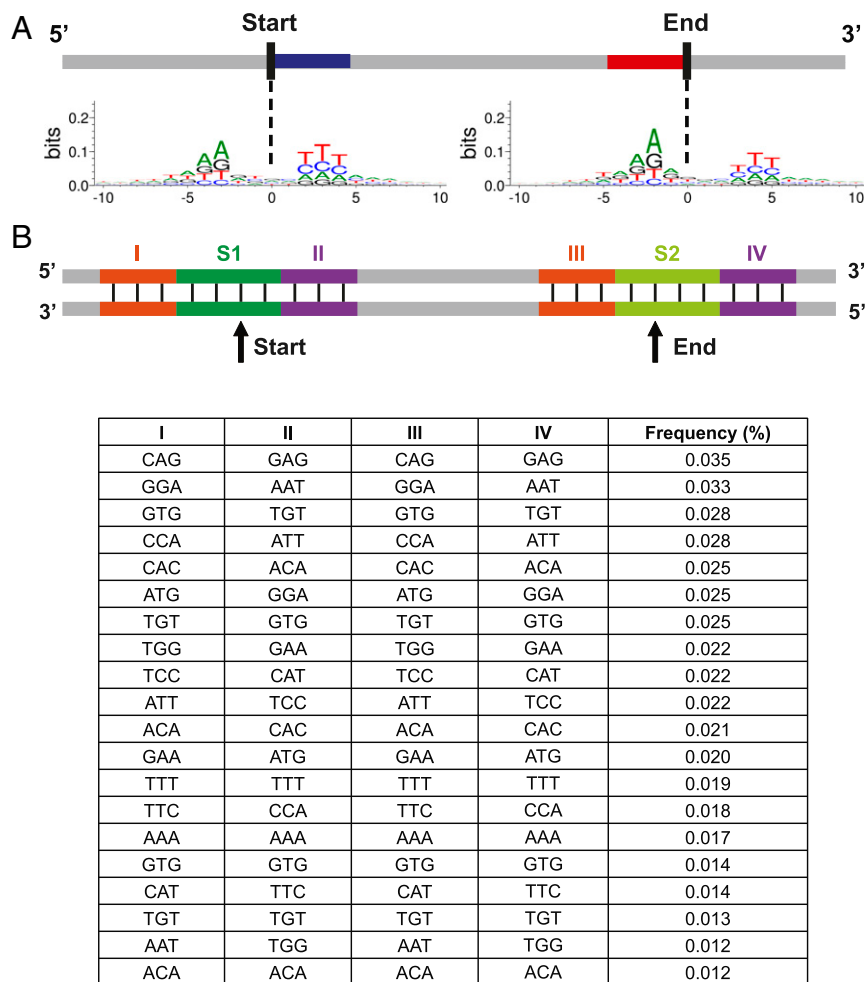 A
5’ Start End 3’
bits 0.2 0.1 0.0
-10 -5 0 5 10
bits 0.2 0.1 0.0
-10 -5 0 5 10
B
I S1 II III S2 IV
5’ 3’
3’ 5’
Start End
I II III IV Frequency (%)
CAG GAG CAG GAG 0.035
GGA AAT GGA AAT 0.033
GTG TGT GTG TGT 0.028
CCA ATT CCA ATT 0.028
CAC ACA CAC ACA 0.025
ATG GGA ATG GGA 0.025
TGT GTG TGT GTG 0.025
TGG GAA TGG GAA 0.022
TCC CAT TCC CAT 0.022
ATT TCC ATT TCC 0.022
ACA CAC ACA CAC 0.021
GAA ATG GAA ATG 0.020
TTT TTT TTT TTT 0.019
TTC CCA TTC CCA 0.018
AAA AAA AAA AAA 0.017
GTG GTG GTG GTG 0.014
CAT TTC CAT TTC 0.014
TGT TGT TGT TGT 0.013
AAT TGG AAT TGG 0.012
ACA ACA ACA ACA 0.012